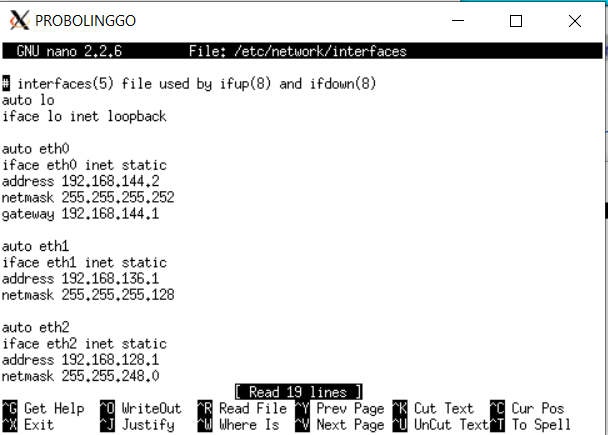 PROBOLINGGO
GNU nano 2.2.6 File: /etc/network/interfaces
# interfaces(5) file used by ifup(8) and ifdown(8)
auto lo
iface lo inet loopback
auto eth0
iface eth0 inet static
address 192.168.144.2
netmask 255.255.255.252
gateway 192.168.144.1
auto eth1
iface eth1 inet static
address 192.168.136.1
netmask 255.255.255.128
auto eth2
iface eth2 inet static
address 192.168.128.1
netmask 255.255.248.0
[ Read 19 lines ]
^G Get Help ^O WriteOut ^R Read File ^Y Prev Page ^K Cut Text ^C Cur Pos
^X Exit ^J Justify ^W Where Is ^V Next Page ^U UnCut Text ^T To Spell